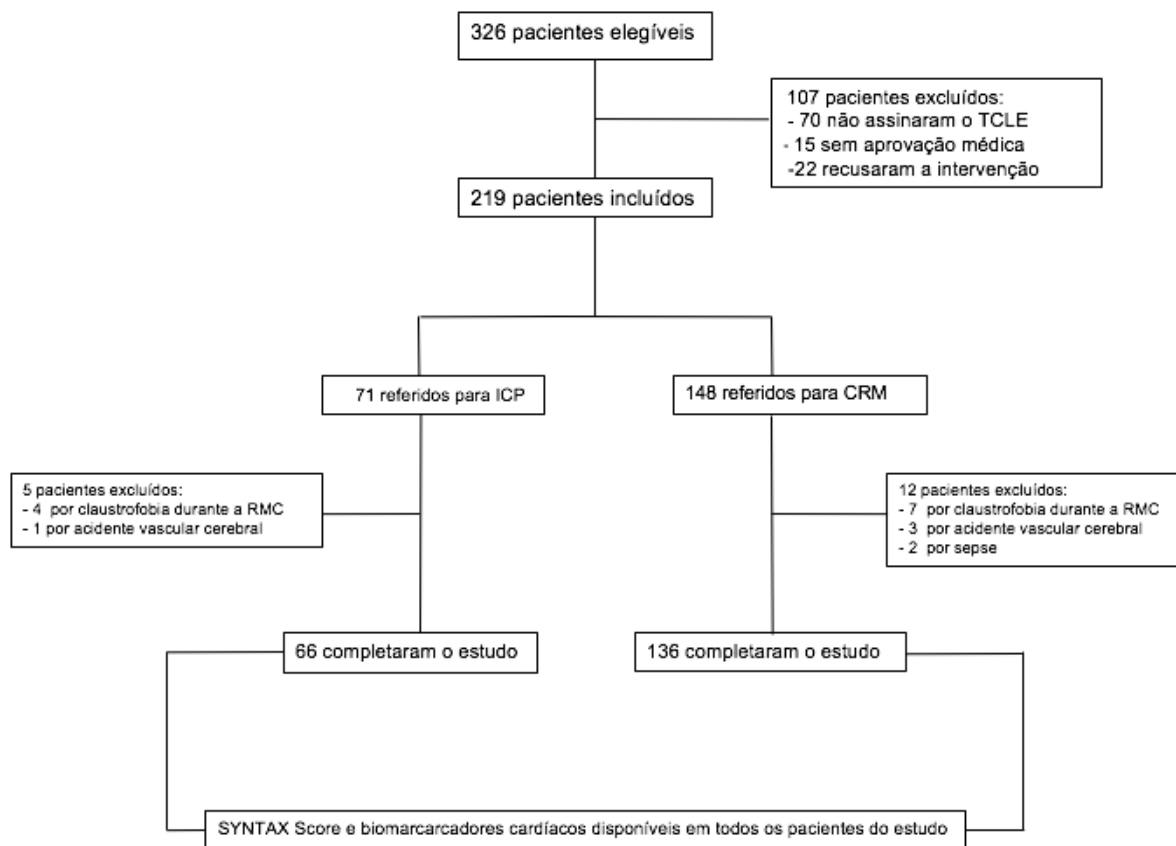 326 pacientes elegíveis
107 pacientes excluídos:
- 70 não assinaram o TCLE
- 15 sem aprovação médica
-22 recusaram a intervenção
219 pacientes incluídos
71 referidos para ICP
148 referidos para CRM
5 pacientes excluídos:
- 4 por claustrofobia durante a RMC
- 1 por acidente vascular cerebral
12 pacientes excluídos:
- 7 por claustrofobia durante a RMC
- 3 por acidente vascular cerebral
- 2 por sepse
66 completaram o estudo
136 completaram o estudo
SYNTAX Score e biomarcarcadores cardíacos disponíveis em todos os pacientes do estudo